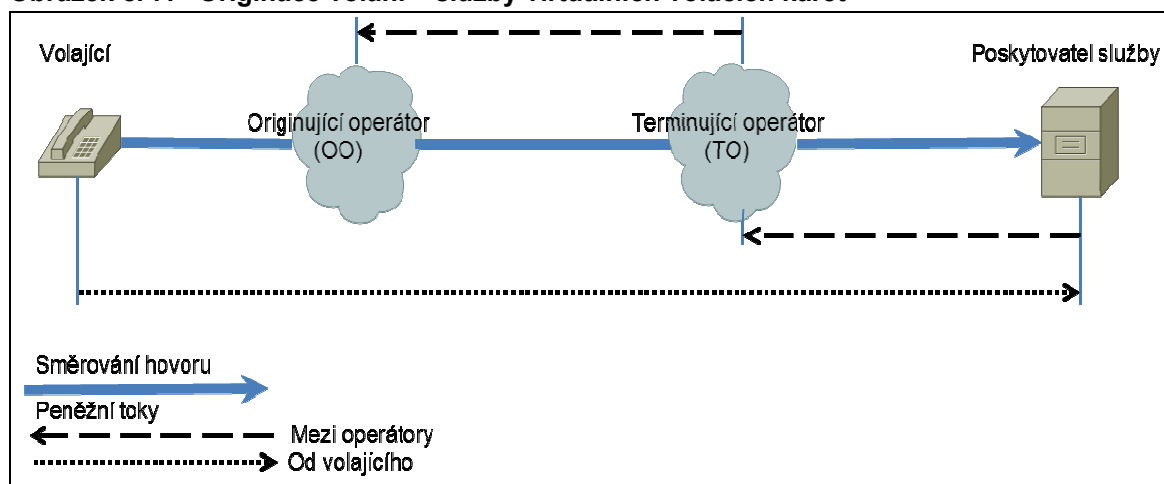 Volající
Poskytovatel služby
Originující operátor
(OO)
Terminující operátor
(TO)
Směrování hovoru
Peněžní toky
Mezi operátory
Od volajícího